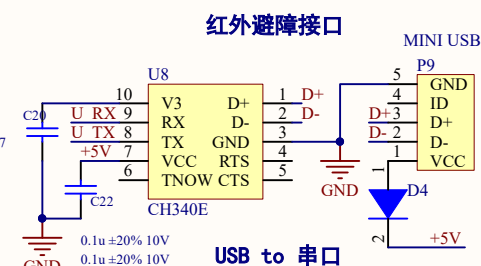 红外避障接口
MINI USB
U8
P9
10 V3 D+ 1 D+
C20 U_RX 9 RX D- 2 D-
U_TX 8 TX GND 3
+5V 7 VCC RTS 4
6 TNOW CTS 5
CH340E
C22
GND
5 GND
4 ID
D+ 3 D+
D- 2 D-
1 VCC
1
D4
2
+5V
GND
0.1u ±20% 10V
0.1u ±20% 10V
USB to 串口